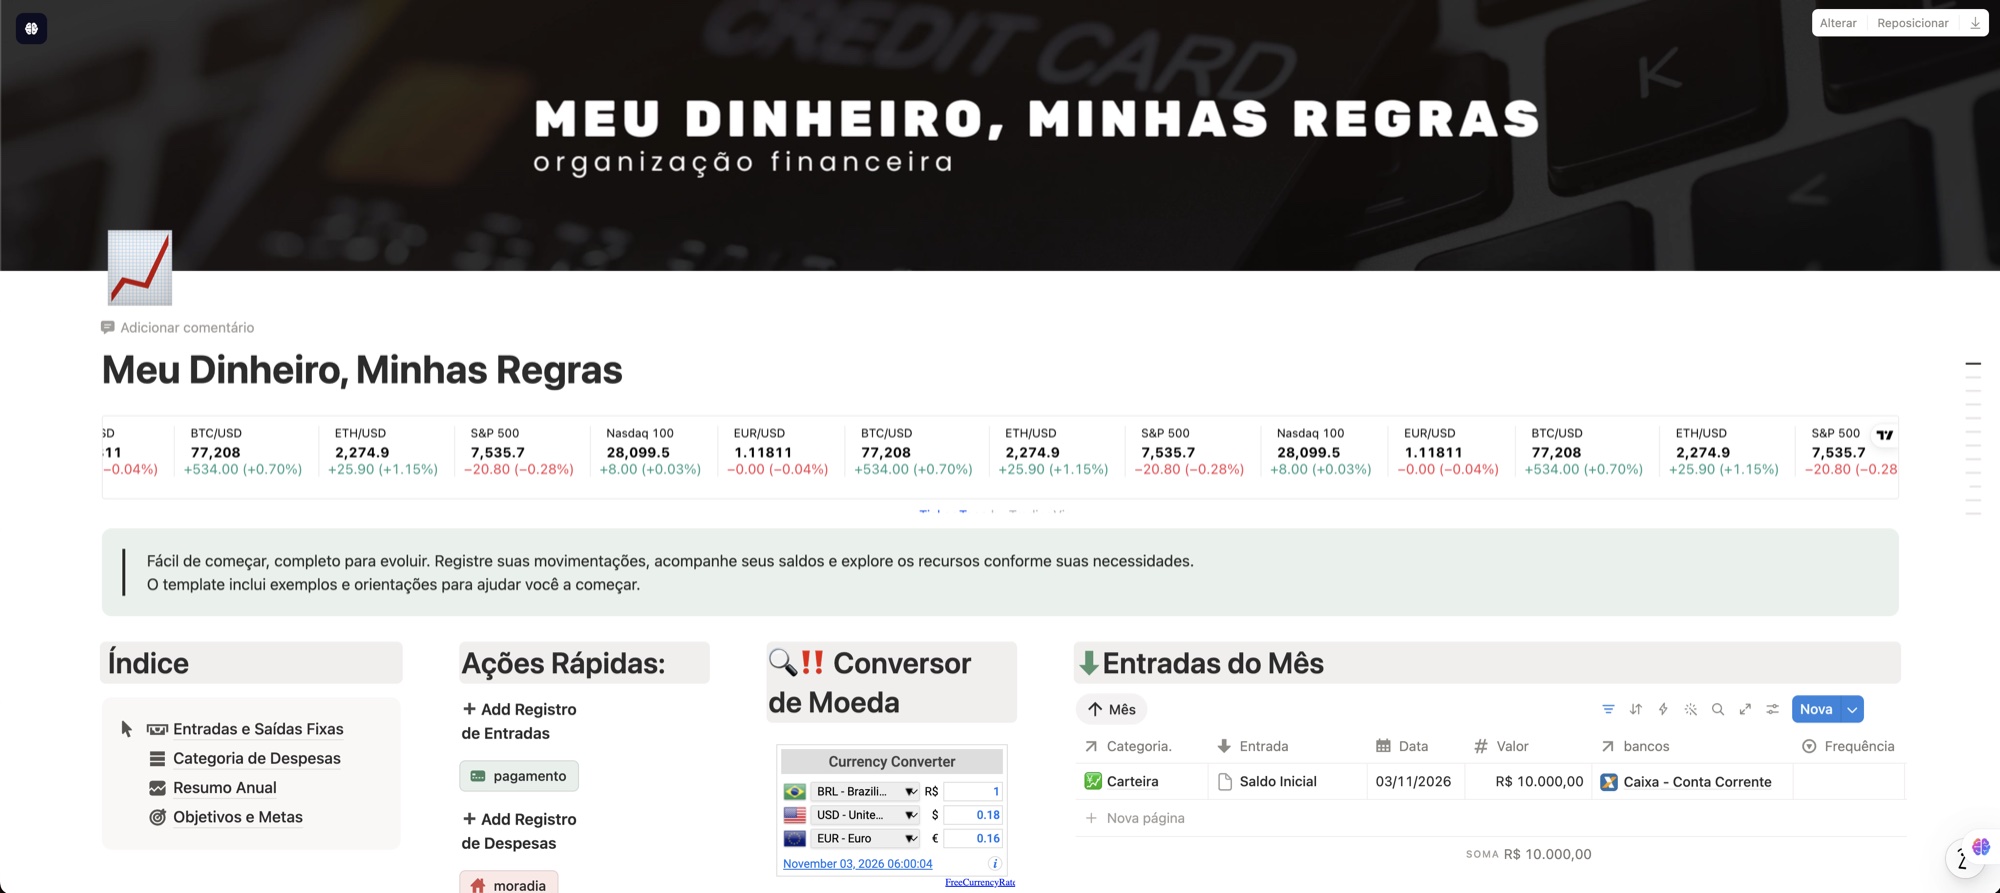 Alterar
Reposicionar
CREDIT CARD
K
MEU DINHEIRO, MINHAS REGRAS
organização financeira
Adicionar comentário
Meu Dinheiro, Minhas Regras
SD BTC/USD ETH/USD S&P 500 Nasdaq 100 EUR/USD BTC/USD ETH/USD S&P 500 Nasdaq 100 EUR/USD BTC/USD ETH/USD S&P 500
11 77,208 2,274.9 7,535.7 28,099.5 1.11811 77,208 2,274.9 7,535.7 28,099.5 1.11811 77,208 2,274.9 7,535.7
−0.04%) +534.00 (+0.70%) +25.90 (+1.15%) −20.80 (−0.28%) +8.00 (+0.03%) −0.00 (−0.04%) +534.00 (+0.70%) +25.90 (+1.15%) −20.80 (−0.28%) +8.00 (+0.03%) −0.00 (−0.04%) +534.00 (+0.70%) +25.90 (+1.15%) −20.80 (−0.28
Fácil de começar, completo para evoluir. Registre suas movimentações, acompanhe seus saldos e explore os recursos conforme suas necessidades.
O template inclui exemplos e orientações para ajudar você a começar.
Índice
Entradas e Saídas Fixas
Categoria de Despesas
Resumo Anual
Objetivos e Metas
Ações Rápidas:
+ Add Registro
de Entradas
pagamento
+ Add Registro
de Despesas
moradia
🔍‼️ Conversor
de Moeda
Currency Converter
BRL - Brazili... R$ 1
USD - Unite... $ 0.18
EUR - Euro € 0.16
November 03, 2026 06:00:04 i
FreeCurrencyRate
Entradas do Mês
Mês
Nova
Categoria. Entrada Data # Valor bancos Frequência
Carteira Saldo Inicial 03/11/2026 R$ 10.000,00 Caixa - Conta Corrente
+ Nova página
SOMA R$ 10.000,00